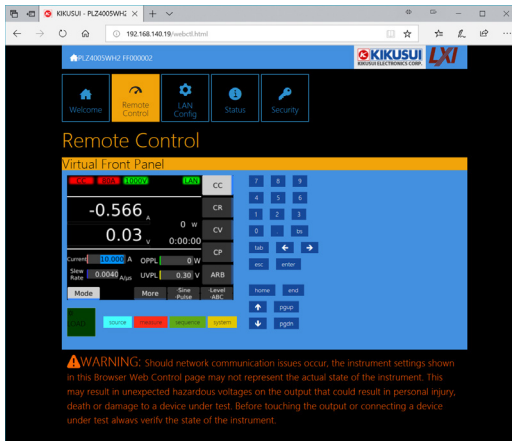 KIKUSUI - PLZ4005WH2
192.168.140.19/webctl.html
PLZ4005WH2 FF000002
KIKUSUI
KIKUSUI ELECTRONICS CORP.
LXI
Welcome
Remote Control
LAN Config
Status
Security
Remote Control
Virtual Front Panel
CC 80A 1000V LAN
CC
-0.566 A
CR
0 W
0.03 V
CV
0:00:00
CP
Current 10.000 A OPPL 0 W
Slew Rate 0.0040 A/μs UVPL 0.30 V
ARB
Mode More ·Sine ·Pulse ·Level ·ABC
7 8 9
4 5 6
1 2 3
0 . bs
tab ← →
esc enter
home end
↑ pgup
↓ pgdn
LOAD
source measure sequence system
WARNING: Should network communication issues occur, the instrument settings shown
in this Browser Web Control page may not represent the actual state of the instrument. This
may result in unexpected hazardous voltages on the output that could result in personal injury,
death or damage to a device under test. Before touching the output or connecting a device
under test always verify the state of the instrument.